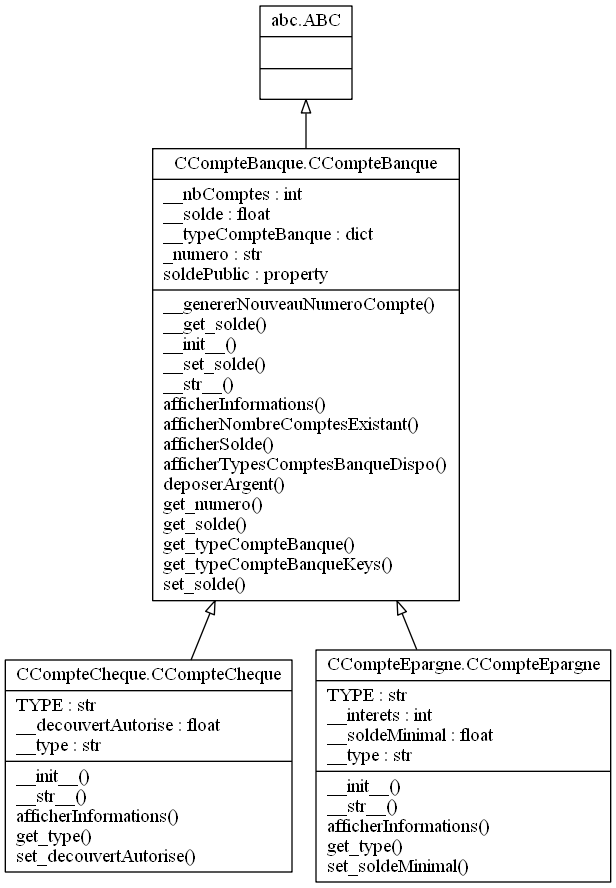 abc.ABC
CCompteBanque.CCompteBanque
__nbComptes : int
__solde : float
__typeCompteBanque : dict
_numero : str
soldePublic : property
__genererNouveauNumeroCompte()
__get_solde()
__init__()
__set_solde()
__str__()
afficherInformations()
afficherNombreComptesExistant()
afficherSolde()
afficherTypesComptesBanqueDispo()
deposerArgent()
get_numero()
get_solde()
get_typeCompteBanque()
get_typeCompteBanqueKeys()
set_solde()
CCompteCheque.CCompteCheque
TYPE : str
__decouvertAutorise : float
__type : str
__init__()
__str__()
afficherInformations()
get_type()
set_decouvertAutorise()
CCompteEpargne.CCompteEpargne
TYPE : str
__interets : int
__soldeMinimal : float
__type : str
__init__()
__str__()
afficherInformations()
get_type()
set_soldeMinimal()